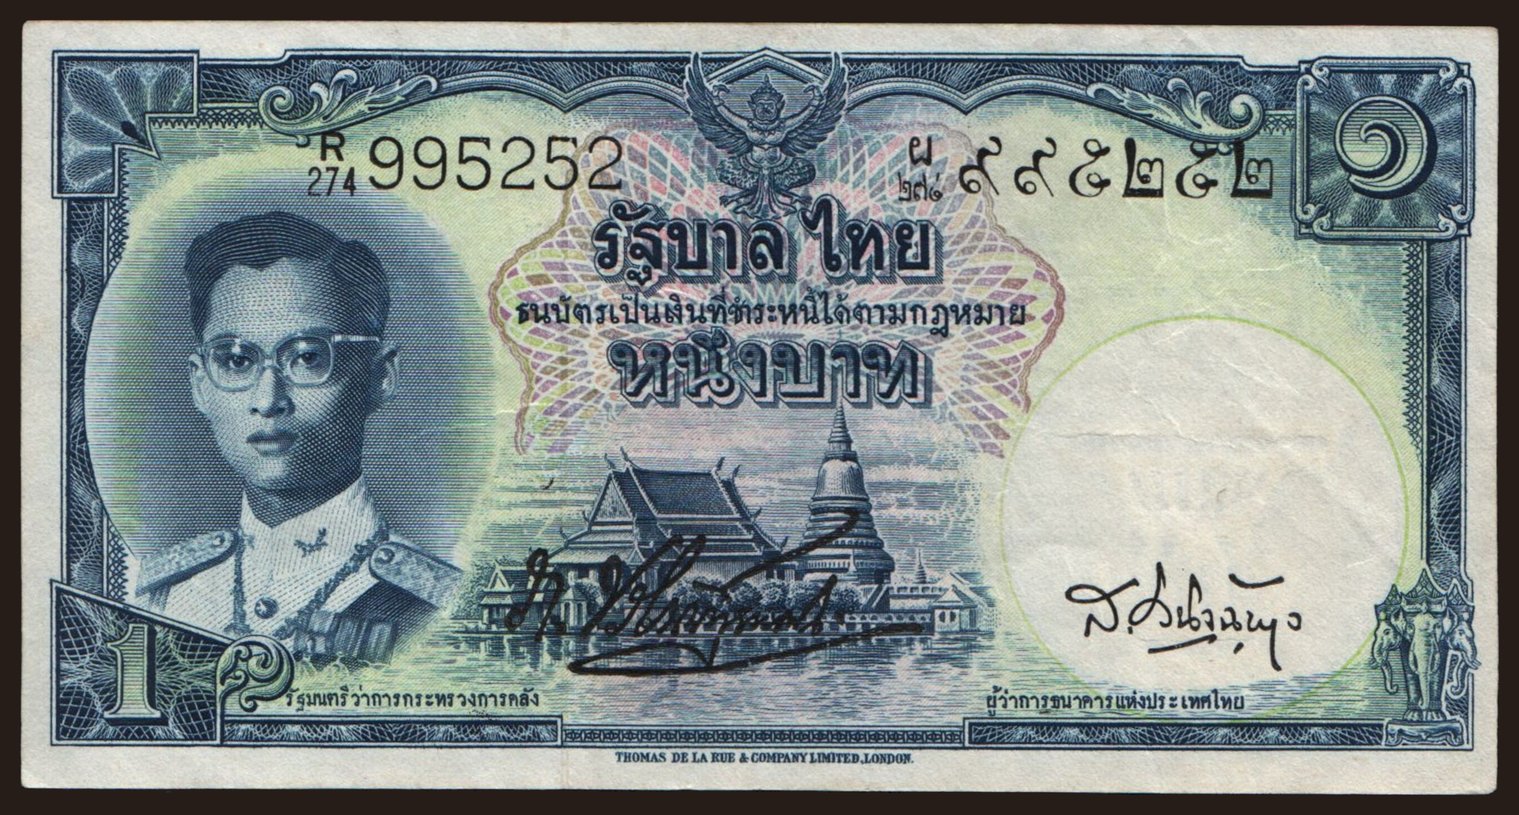 R
274 995252
ผ
๒๗๔ ๙๙๕๒๕๒
๑
รัฐบาลไทย
ธนบัตรเป็นเงินที่ชำระหนี้ได้ตามกฎหมาย
หนึ่งบาท
1
รัฐมนตรีว่าการกระทรวงการคลัง
ผู้ว่าการธนาคารแห่งประเทศไทย
THOMAS DE LA RUE & COMPANY LIMITED, LONDON.